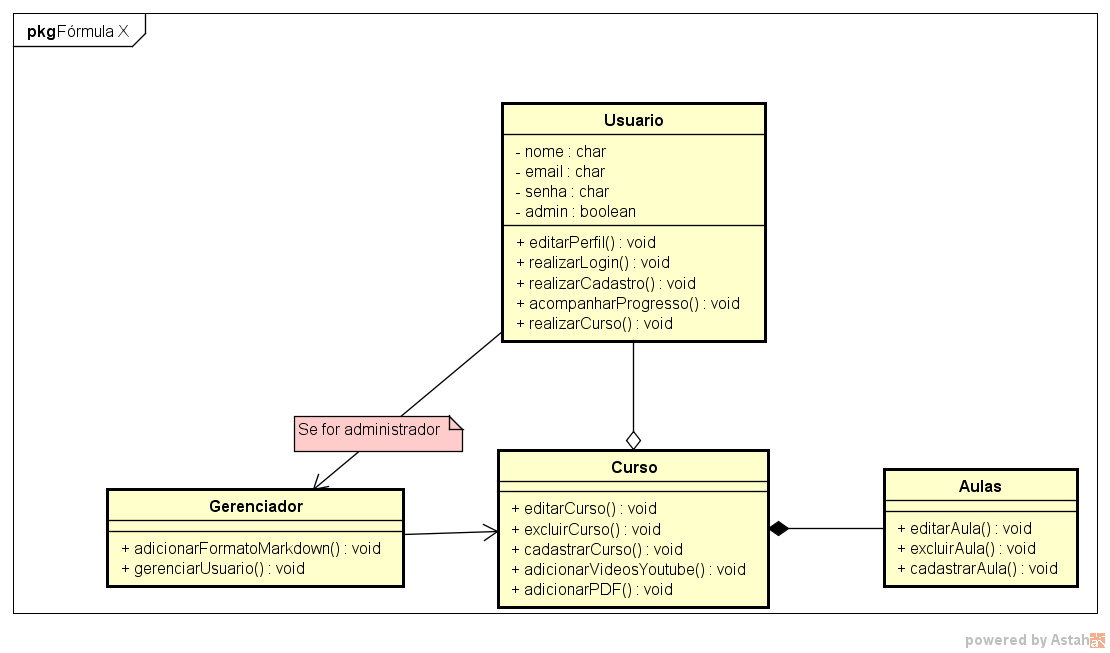 pkg Fórmula X
Usuario
- nome : char
- email : char
- senha : char
- admin : boolean
+ editarPerfil() : void
+ realizarLogin() : void
+ realizarCadastro() : void
+ acompanharProgresso() : void
+ realizarCurso() : void
Se for administrador
Gerenciador
+ adicionarFormatoMarkdown() : void
+ gerenciarUsuario() : void
Curso
+ editarCurso() : void
+ excluirCurso() : void
+ cadastrarCurso() : void
+ adicionarVideosYoutube() : void
+ adicionarPDF() : void
Aulas
+ editarAula() : void
+ excluirAula() : void
+ cadastrarAula() : void
powered by Astah